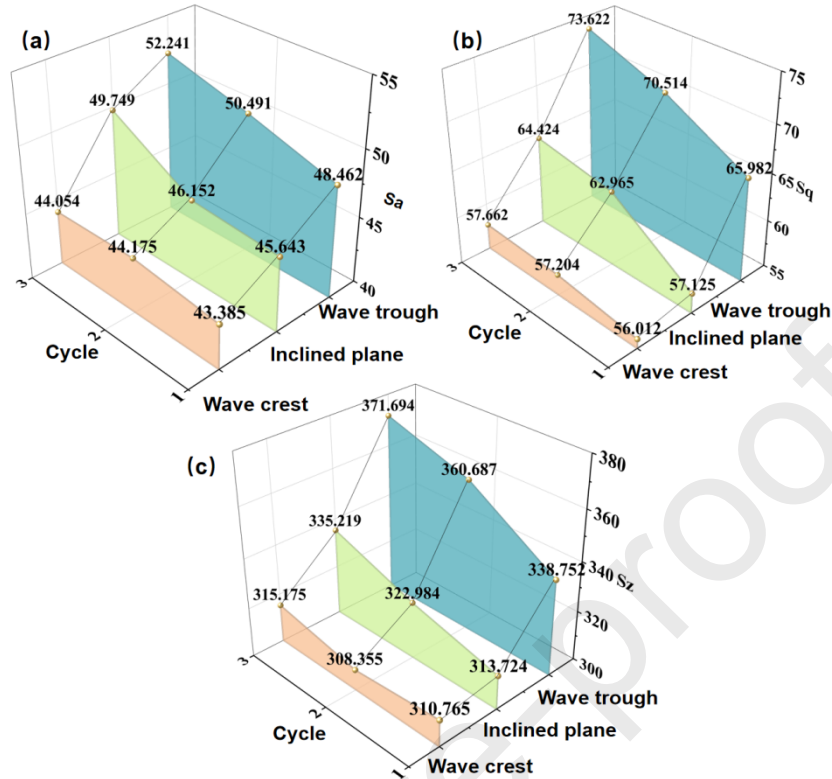 (a)
52.241
49.749
50.491
44.054
46.152
48.462
44.175
45.643
43.385
55
50
Sa
45
40
3
2
1
Cycle
Wave trough
Inclined plane
Wave crest
(b)
73.622
70.514
64.424
65.982
62.965
57.662
57.204
57.125
56.012
75
70
65
Sq
60
55
3
2
1
Cycle
Wave trough
Inclined plane
Wave crest
(c)
371.694
360.687
335.219
338.752
315.175
322.984
308.355
313.724
310.765
380
360
340
Sz
320
300
3
2
1
Cycle
Wave trough
Inclined plane
Wave crest
e-proof